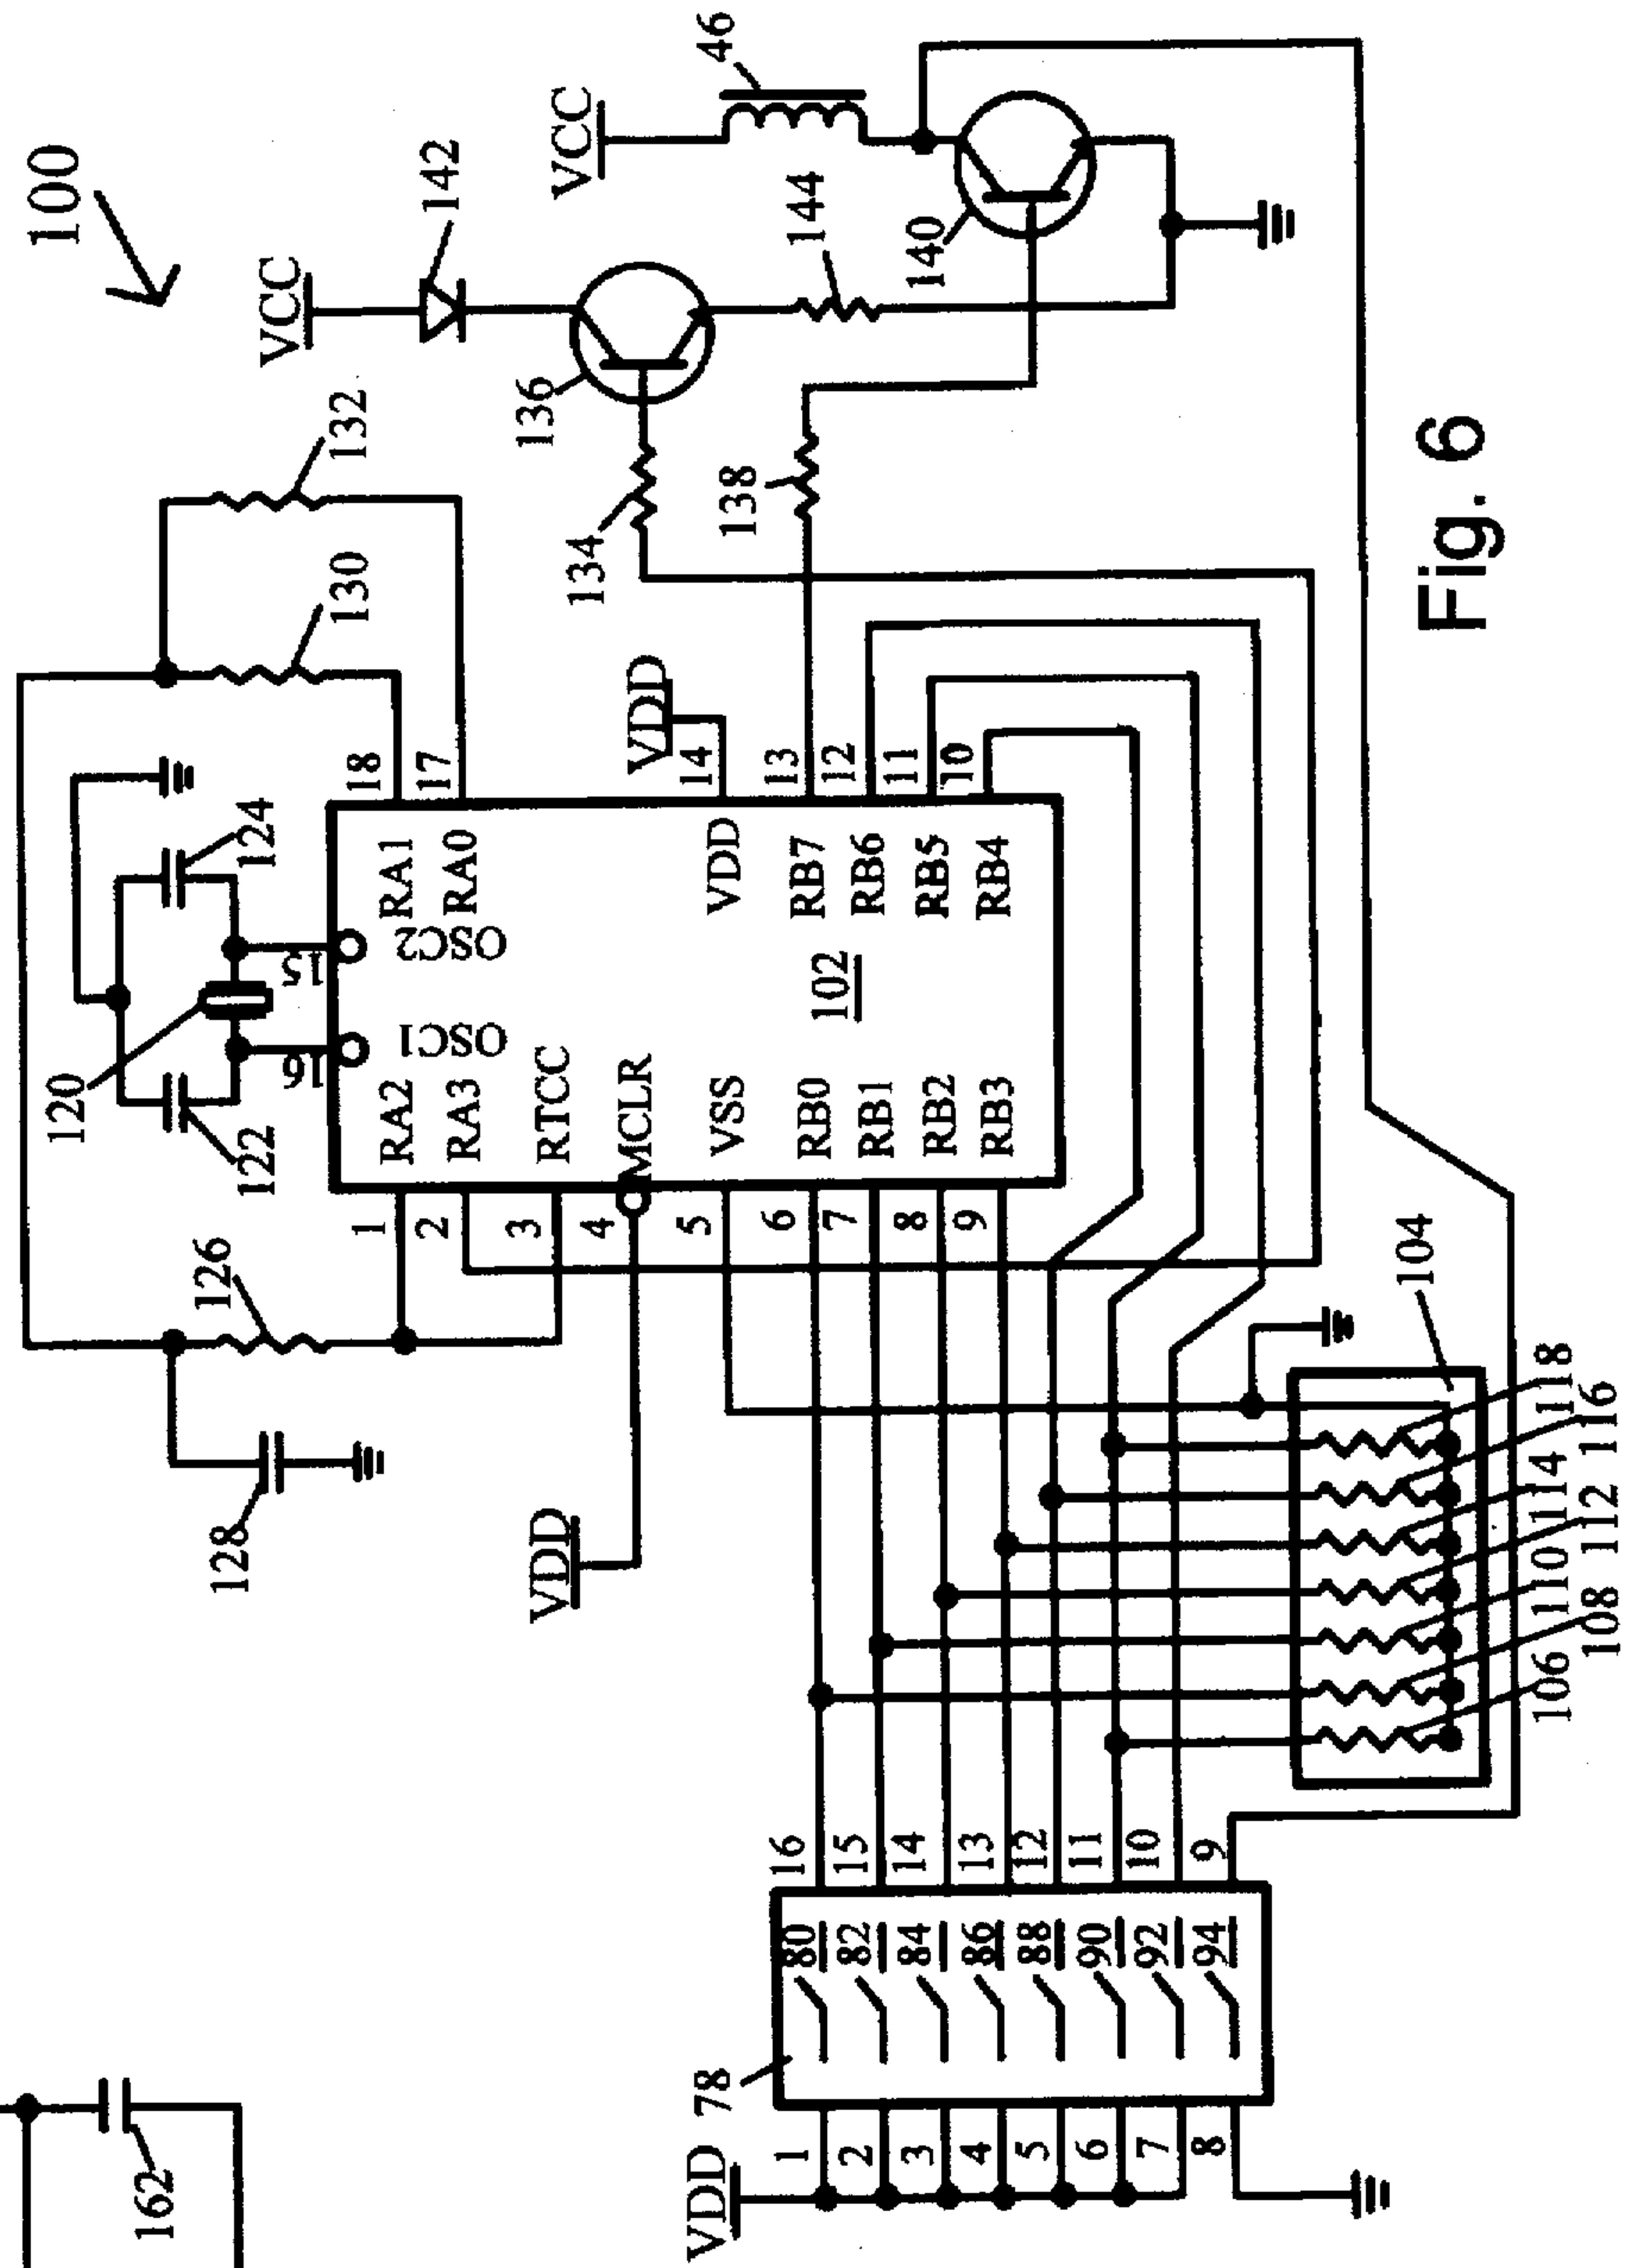 100
VCC
142
VCC
46
136
144
140
132
130
134
138
120
122
124
126
128
18
17
VDD
14
13
12
11
10
15
16
RA1
RA0
OSC2
OSC1
VDD
RB7
RB6
RB5
RB4
102
RA2
RA3
RTCC
MCLR
VSS
RB0
RB1
RB2
RB3
1
2
3
4
5
6
7
8
9
VDD
104
118
116
114
112
110
108
106
16
15
14
13
12
11
10
9
80
82
84
86
88
90
92
94
78
VDD
1
2
3
4
5
6
7
8
162
Fig. 6